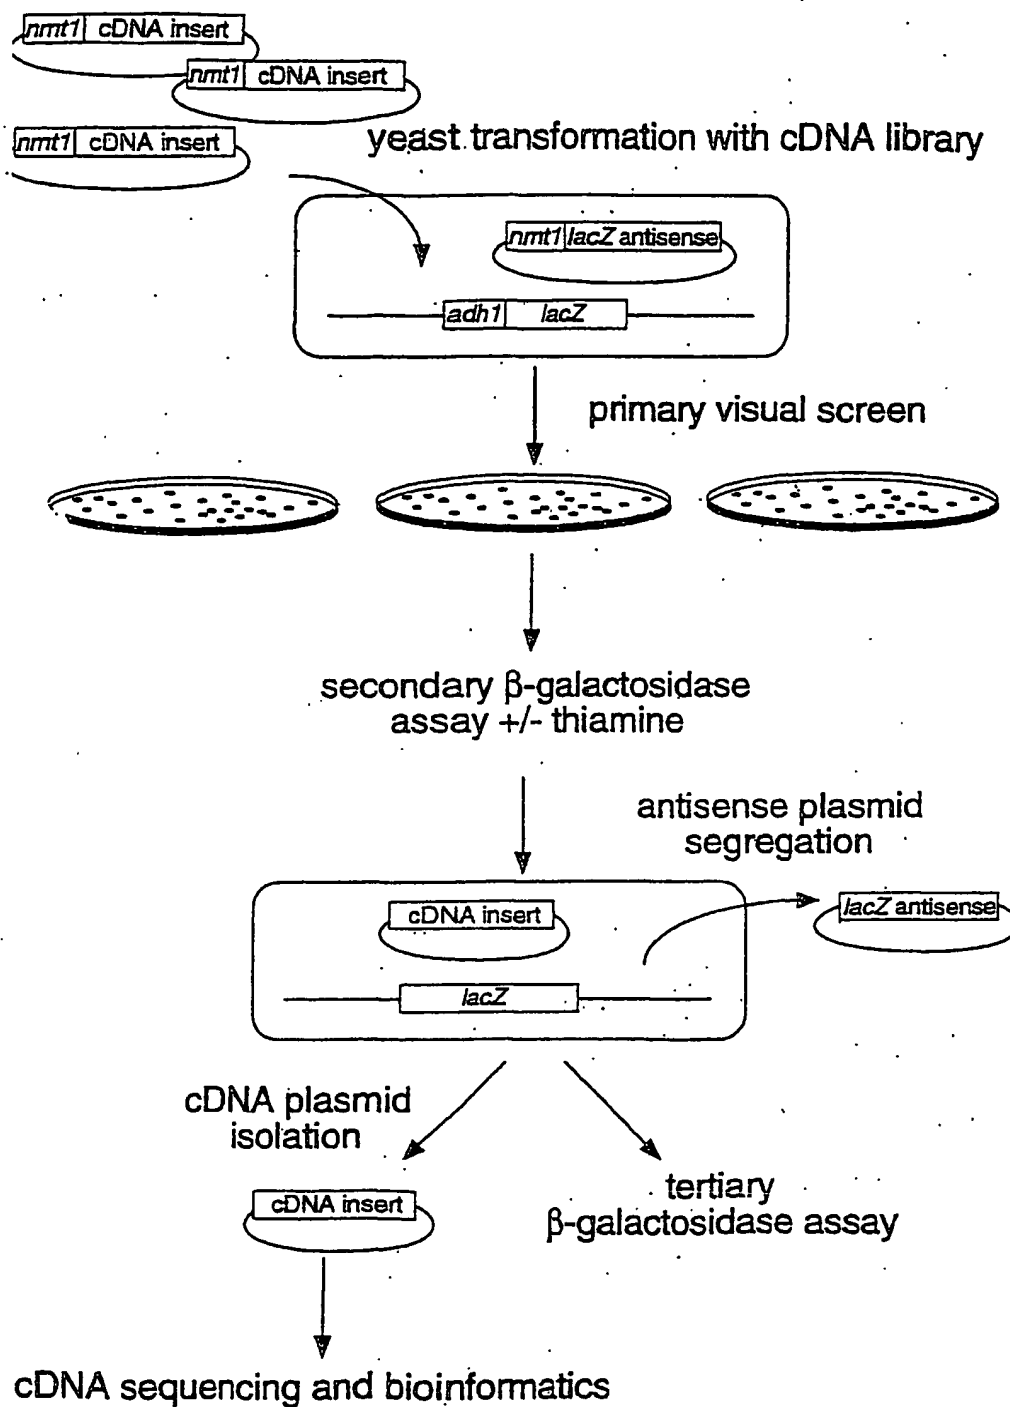 nmt1 cDNA insert
nmt1 cDNA insert
nmt1 cDNA insert
yeast transformation with cDNA library
nmt1 lacZ antisense
adh1 lacZ
primary visual screen
secondary β-galactosidase
assay +/- thiamine
antisense plasmid
segregation
cDNA insert
lacZ antisense
lacZ
cDNA plasmid
isolation
cDNA insert
tertiary
β-galactosidase assay
cDNA sequencing and bioinformatics